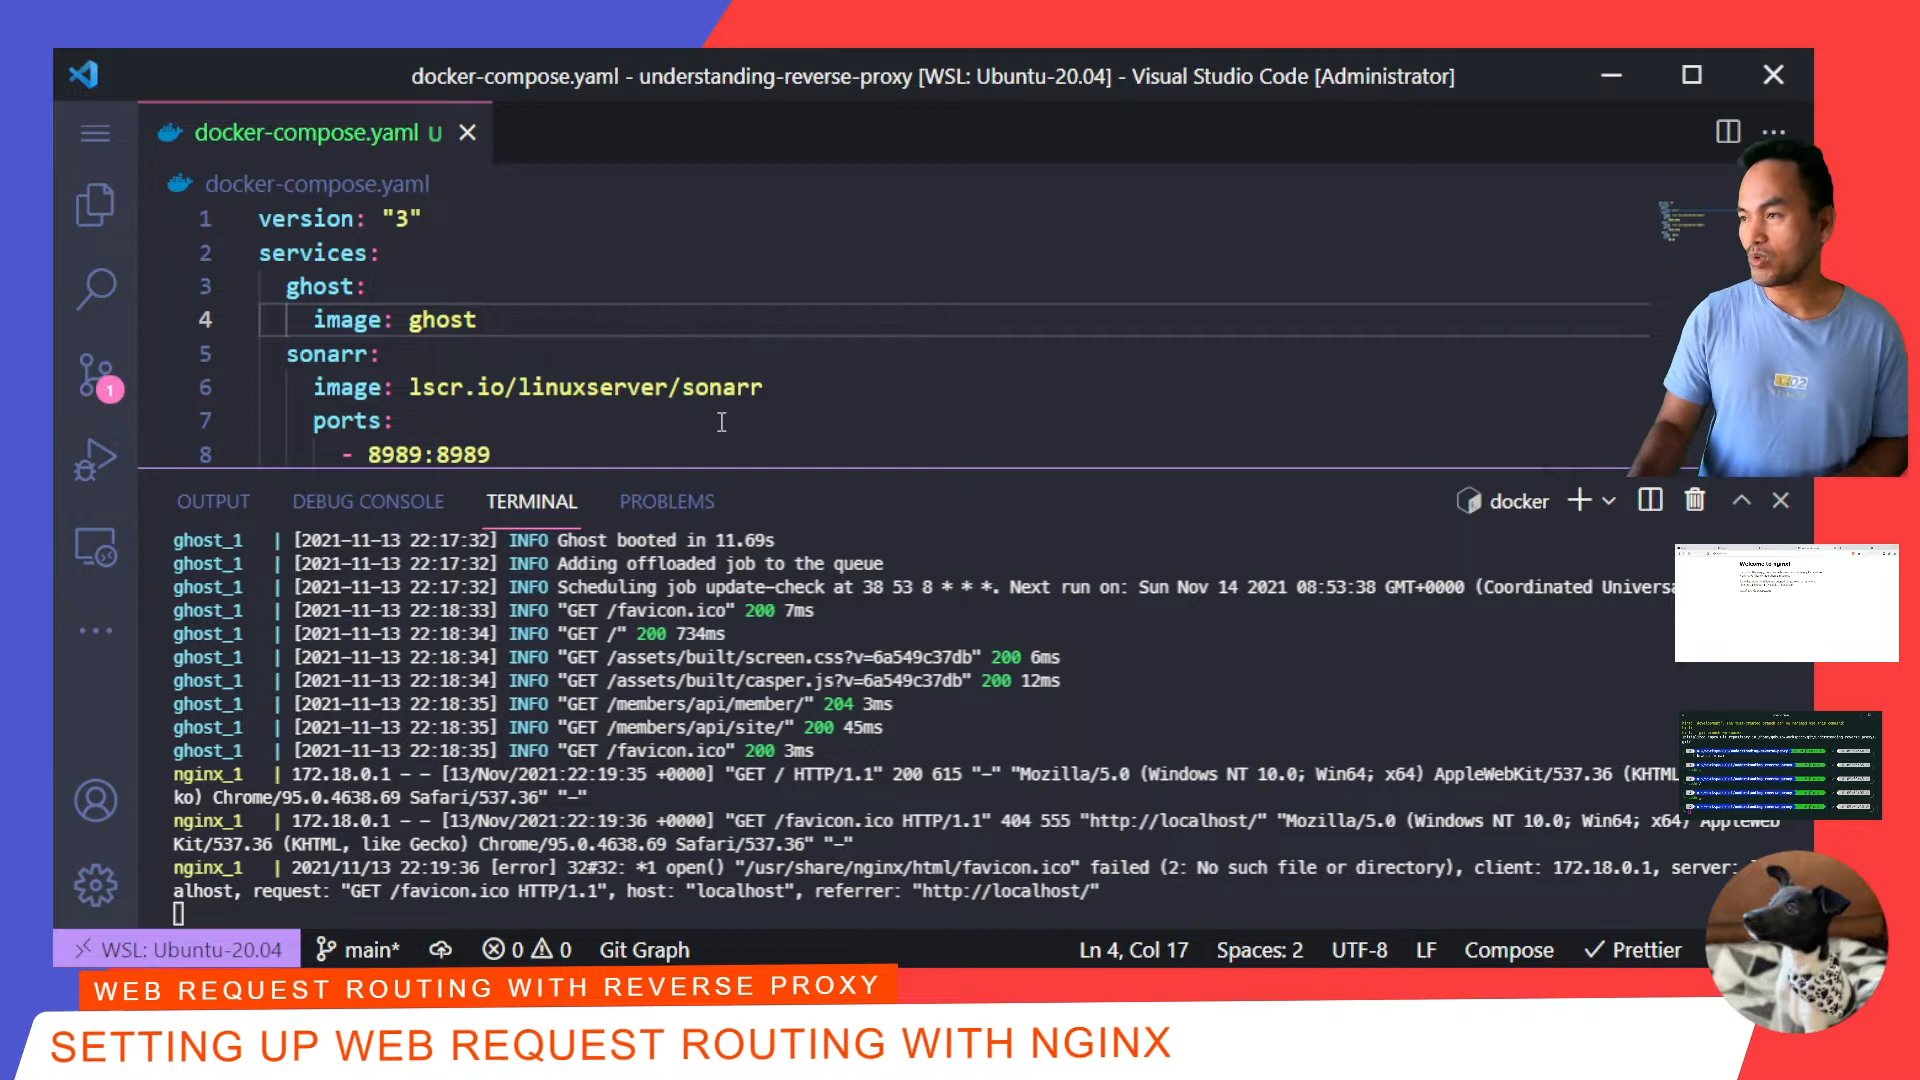 docker-compose.yaml - understanding-reverse-proxy [WSL: Ubuntu-20.04] - Visual Studio Code [Administrator]
docker-compose.yaml U
docker-compose.yaml
1 version: "3"
2 services:
3 ghost:
4 image: ghost
5 sonarr:
6 image: lscr.io/linuxserver/sonarr
7 ports:
8 - 8989:8989
1
OUTPUT DEBUG CONSOLE TERMINAL PROBLEMS docker
ghost_1 | [2021-11-13 22:17:32] INFO Ghost booted in 11.69s
ghost_1 | [2021-11-13 22:17:32] INFO Adding offloaded job to the queue
ghost_1 | [2021-11-13 22:17:32] INFO Scheduling job update-check at 38 53 8 * * *. Next run on: Sun Nov 14 2021 08:53:38 GMT+0000 (Coordinated Universa
ghost_1 | [2021-11-13 22:18:33] INFO "GET /favicon.ico" 200 7ms
ghost_1 | [2021-11-13 22:18:34] INFO "GET /" 200 734ms
ghost_1 | [2021-11-13 22:18:34] INFO "GET /assets/built/screen.css?v=6a549c37db" 200 6ms
ghost_1 | [2021-11-13 22:18:34] INFO "GET /assets/built/casper.js?v=6a549c37db" 200 12ms
ghost_1 | [2021-11-13 22:18:35] INFO "GET /members/api/member/" 204 3ms
ghost_1 | [2021-11-13 22:18:35] INFO "GET /members/api/site/" 200 45ms
ghost_1 | [2021-11-13 22:18:35] INFO "GET /favicon.ico" 200 3ms
nginx_1 | 172.18.0.1 - - [13/Nov/2021:22:19:35 +0000] "GET / HTTP/1.1" 200 615 "-" "Mozilla/5.0 (Windows NT 10.0; Win64; x64) AppleWebKit/537.36 (KHTML
ko) Chrome/95.0.4638.69 Safari/537.36" "-"
nginx_1 | 172.18.0.1 - - [13/Nov/2021:22:19:36 +0000] "GET /favicon.ico HTTP/1.1" 404 555 "http://localhost/" "Mozilla/5.0 (Windows NT 10.0; Win64; x64) AppleWeb
Kit/537.36 (KHTML, like Gecko) Chrome/95.0.4638.69 Safari/537.36" "-"
nginx_1 | 2021/11/13 22:19:36 [error] 32#32: *1 open() "/usr/share/nginx/html/favicon.ico" failed (2: No such file or directory), client: 172.18.0.1, server:
alhost, request: "GET /favicon.ico HTTP/1.1", host: "localhost", referrer: "http://localhost/"
Welcome to nginx!
WSL: Ubuntu-20.04 main* 0 0 Git Graph Ln 4, Col 17 Spaces: 2 UTF-8 LF Compose Prettier
WEB REQUEST ROUTING WITH REVERSE PROXY
SETTING UP WEB REQUEST ROUTING WITH NGINX